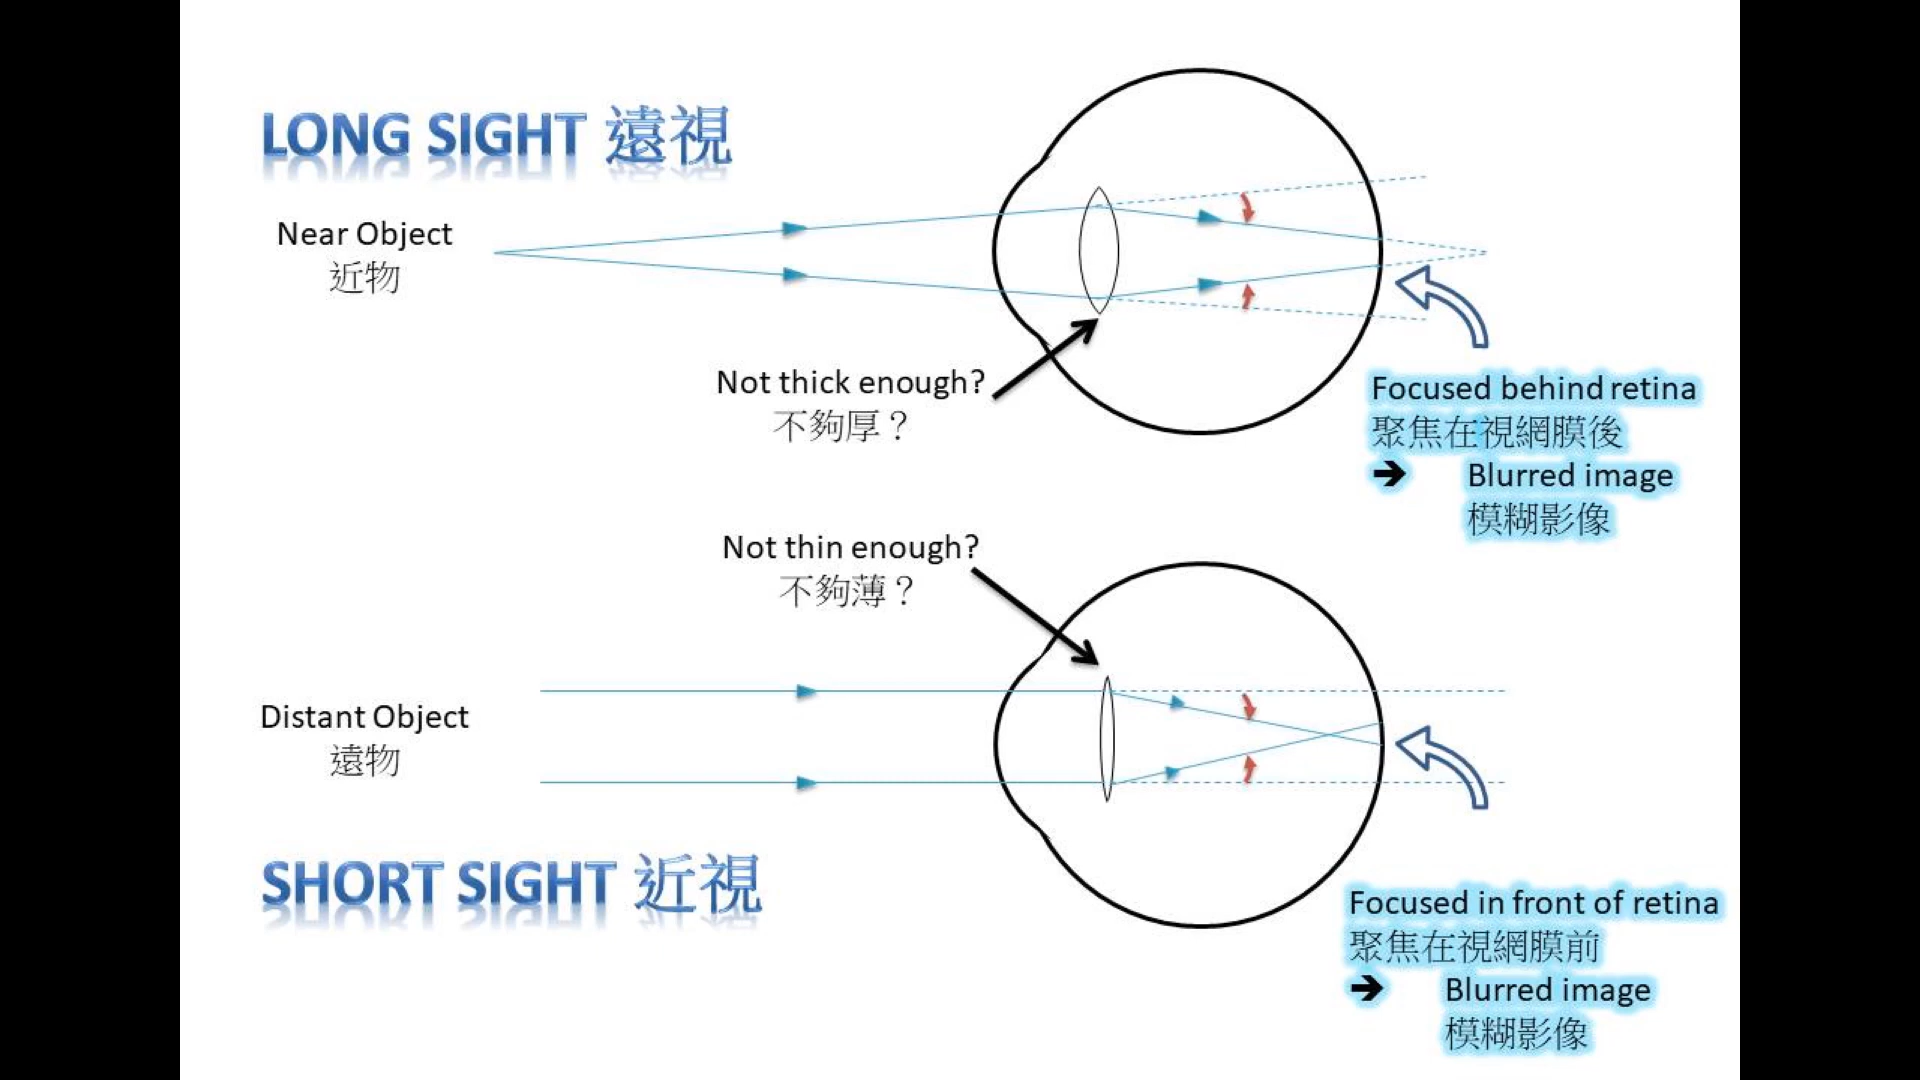 LONG SIGHT 遠視
Near Object
近物
Not thick enough?
不夠厚？
Focused behind retina
聚焦在視網膜後
➔ Blurred image
模糊影像
Not thin enough?
不夠薄？
Distant Object
遠物
SHORT SIGHT 近視
Focused in front of retina
聚焦在視網膜前
➔ Blurred image
模糊影像